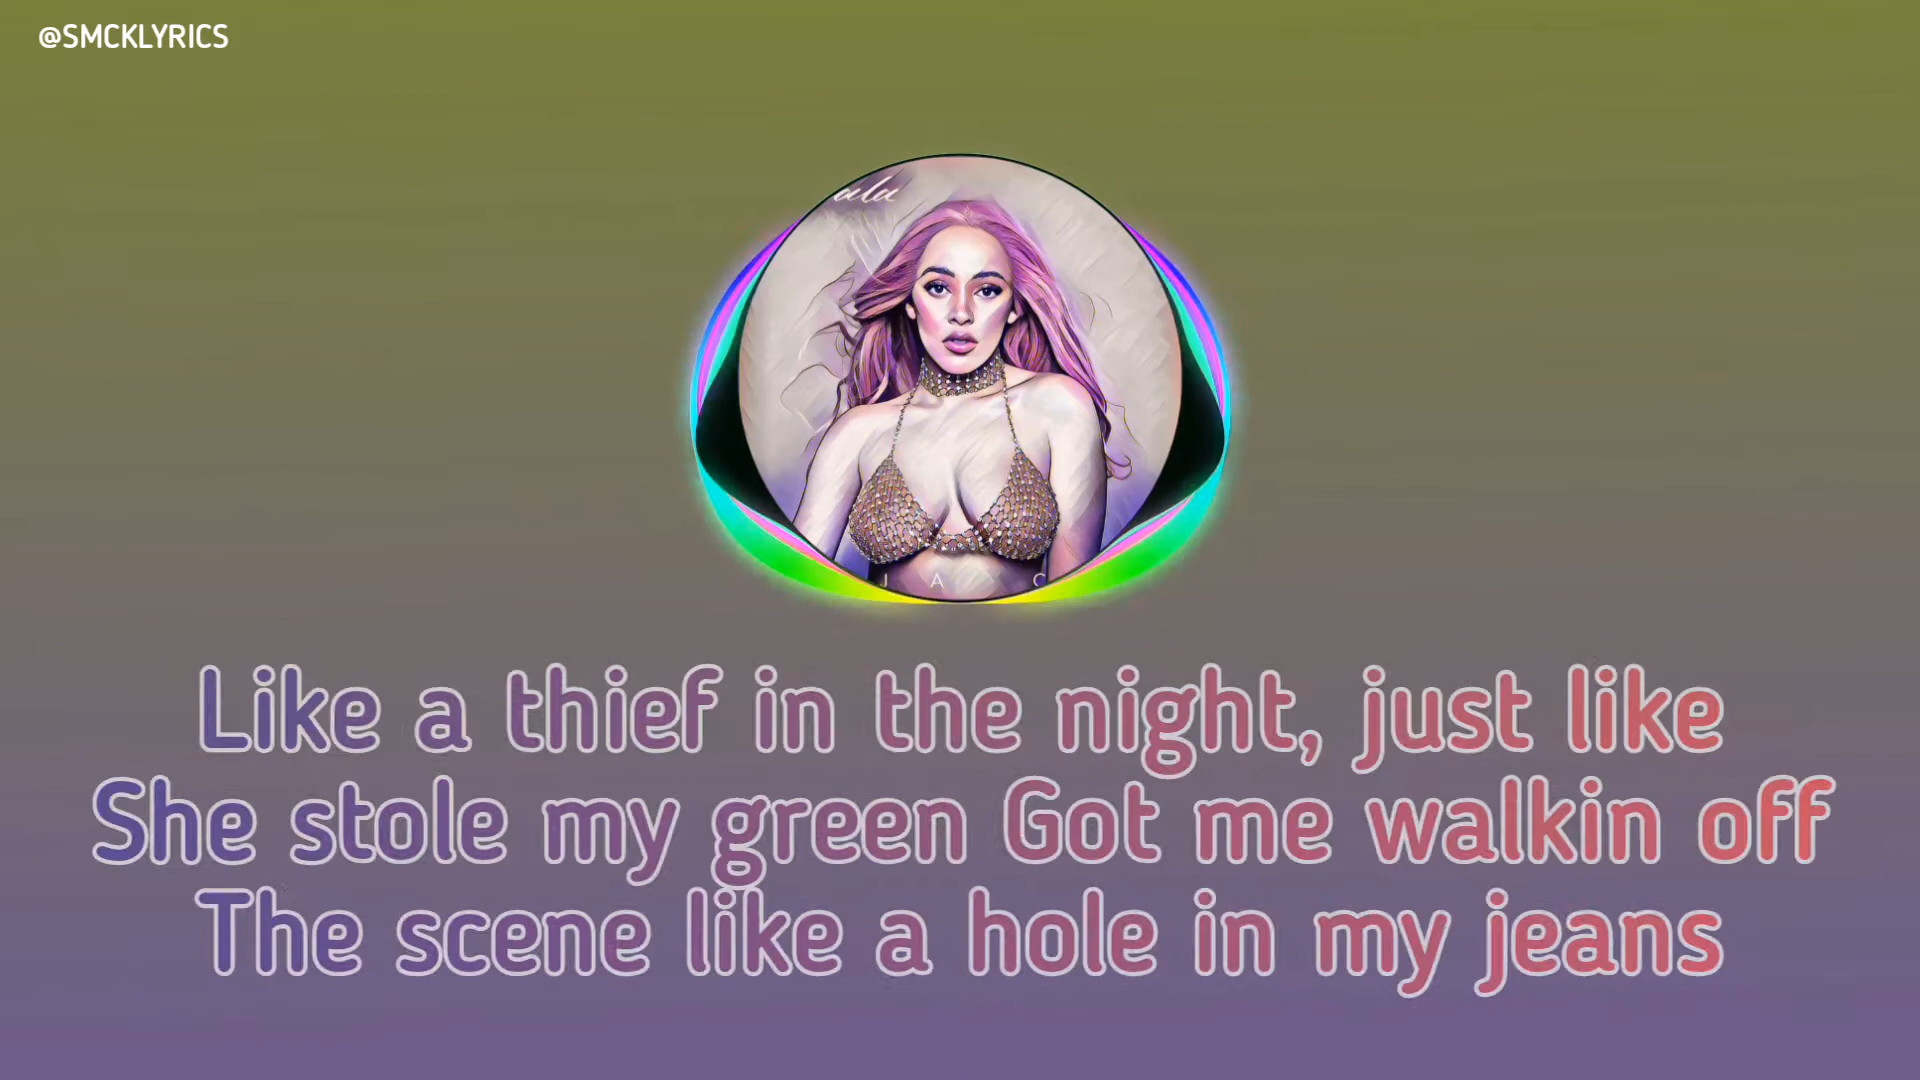 @SMCKLYRICS
ala
J A C
Like a thief in the night, just like
She stole my green Got me walkin off
The scene like a hole in my jeans